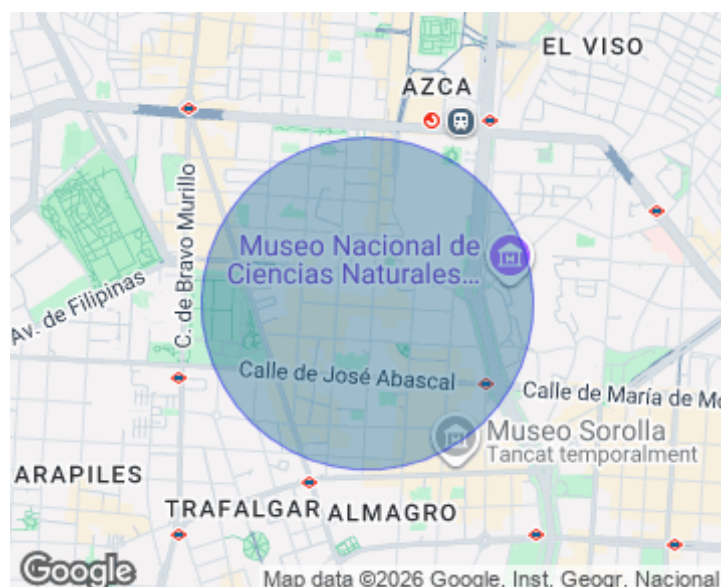 EL VISO
AZCA
Museo Nacional de
Ciencias Naturales...
Av. de Filipinas
C. de Bravo Murillo
Calle de José Abascal
Calle de María de Mo
Museo Sorolla
Tancat temporalment
ARAPILES
TRAFALGAR
ALMAGRO
Google
Map data ©2026 Google, Inst. Geogr. Nacional